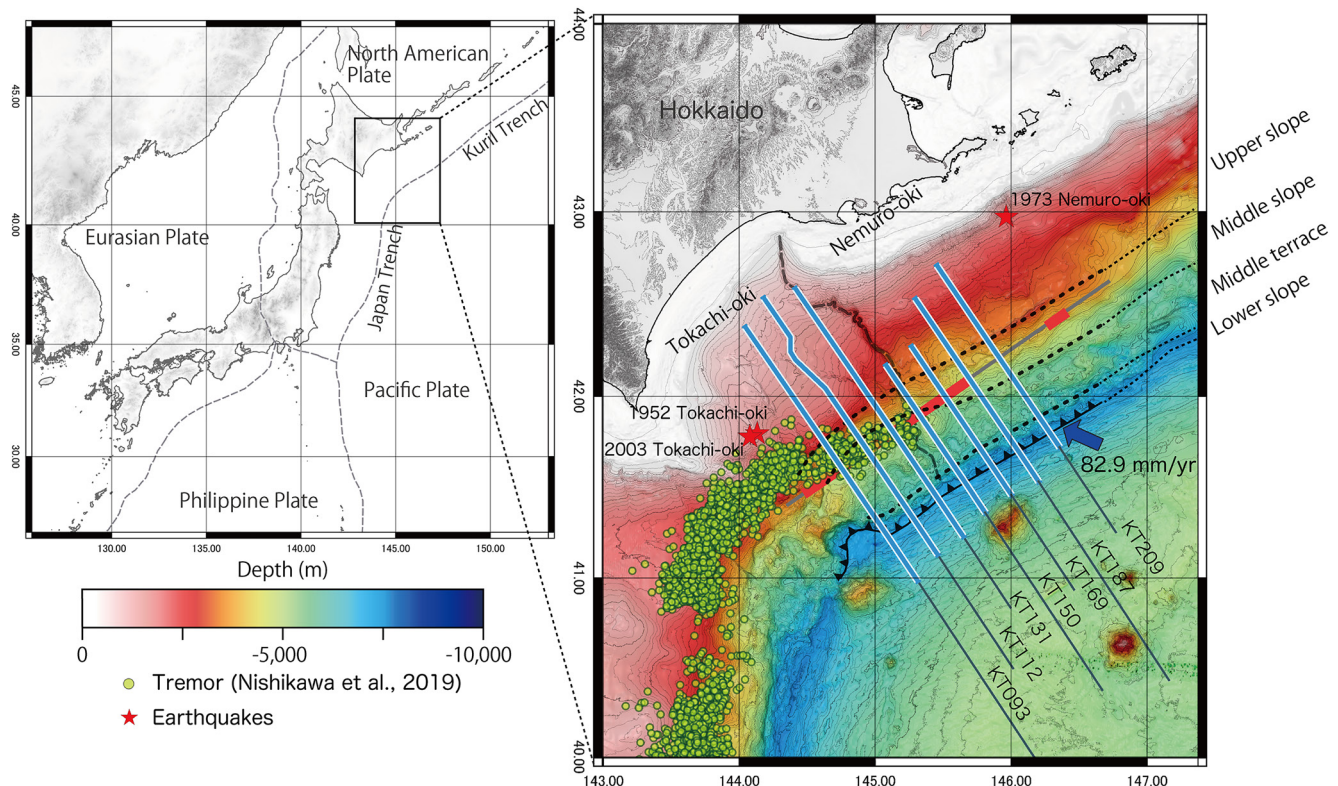 North American
Plate
Kuril Trench
Eurasian Plate
Japan Trench
Pacific Plate
Philippine Plate
45.00
40.00
35.00
30.00
130.00
135.00
140.00
145.00
150.00
Depth (m)
0
-5,000
-10,000
Tremor (Nishikawa et al., 2019)
Earthquakes
44.00
43.00
42.00
41.00
40.00
Hokkaido
1973 Nemuro-oki
Nemuro-oki
Tokachi-oki
1952 Tokachi-oki
2003 Tokachi-oki
Upper slope
Middle slope
Middle terrace
Lower slope
82.9 mm/yr
KT209
KT187
KT169
KT150
KT131
KT112
KT093
143.00
144.00
145.00
146.00
147.00